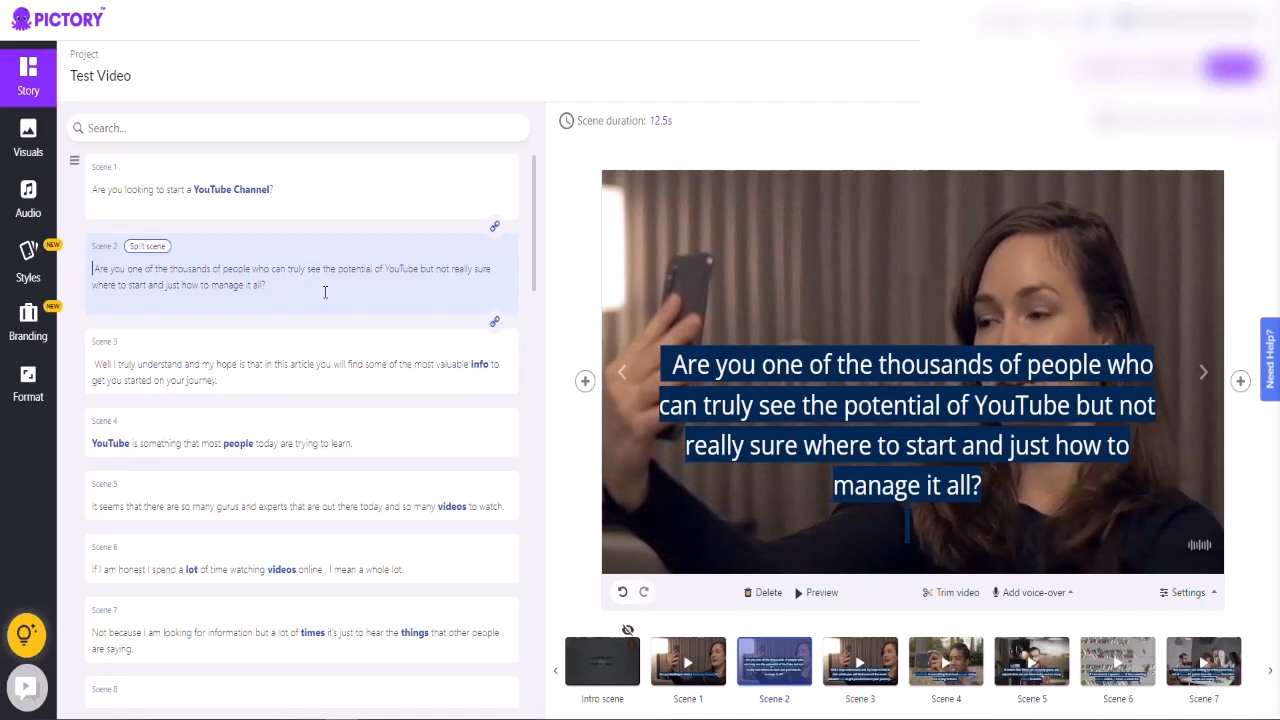 PICTORY™
Project
Test Video
Story
Visuals
Audio
NEW
Styles
NEW
Branding
Format
Search...
Scene 1
Are you looking to start a YouTube Channel?
Scene 2 Split scene
Are you one of the thousands of people who can truly see the potential of YouTube but not really sure
where to start and just how to manage it all?
Scene 3
Well I truly understand and my hope is that in this article you will find some of the most valuable info to
get you started on your journey.
Scene 4
YouTube is something that most people today are trying to learn.
Scene 5
It seems that there are so many gurus and experts that are out there today and so many videos to watch.
Scene 6
If I am honest I spend a lot of time watching videos online , I mean a whole lot.
Scene 7
Not because I am looking for information but a lot of times it's just to hear the things that other people
are saying.
Scene 8
Scene duration: 12.5s
Are you one of the thousands of people who
can truly see the potential of YouTube but not
really sure where to start and just how to
manage it all?
Delete Preview Trim video Add voice-over Settings
Need Help?
Intro scene Scene 1 Scene 2 Scene 3 Scene 4 Scene 5 Scene 6 Scene 7